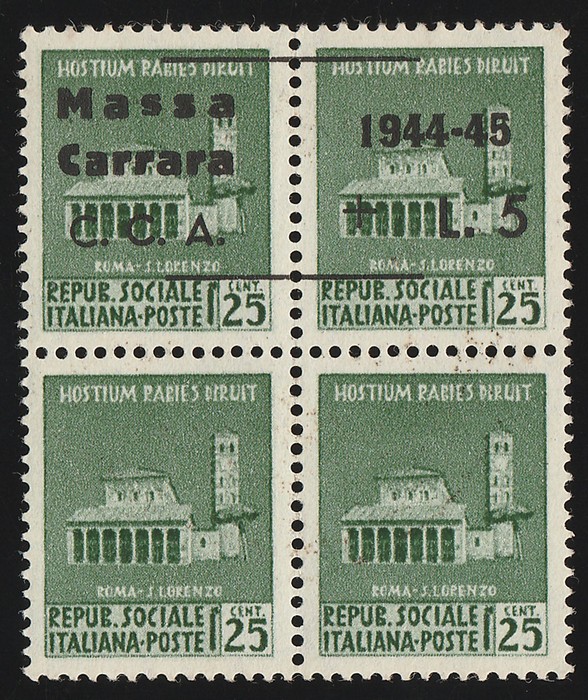 HOSTIUM RABIES DIRUIT
Massa
Carrara
C. C. A.
ROMA-S.LORENZO
REPUB. SOCIALE
ITALIANA-POSTE
CENT.
25
HOSTIUM RABIES DIRUIT
1944-45
+ L. 5
ROMA-S.LORENZO
REPUB. SOCIALE
ITALIANA-POSTE
CENT.
25
HOSTIUM RABIES DIRUIT
ROMA-S.LORENZO
REPUB. SOCIALE
ITALIANA-POSTE
CENT.
25
HOSTIUM RABIES DIRUIT
ROMA-S.LORENZO
REPUB. SOCIALE
ITALIANA-POSTE
CENT.
25